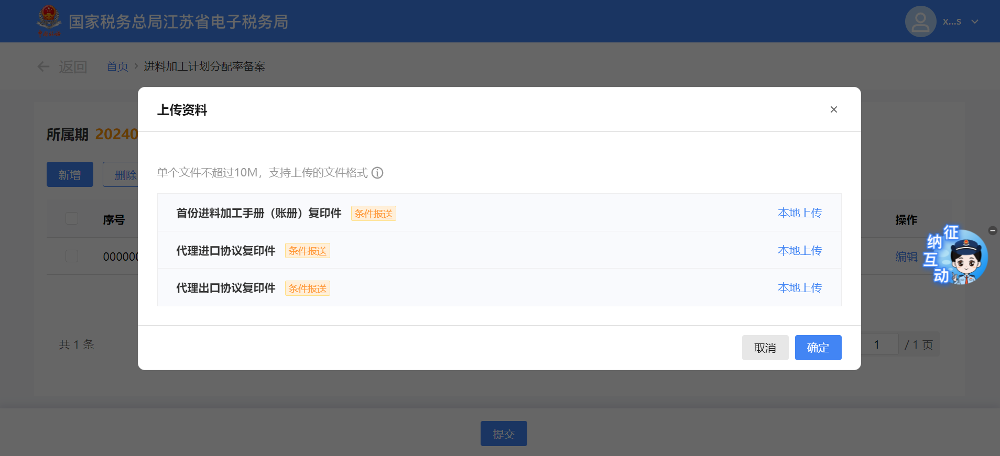 国家税务总局江苏省电子税务局
x...s
返回
首页 > 进料加工计划分配率备案
上传资料
所属期 20240
新增
删除
单个文件不超过10M，支持上传的文件格式
首份进料加工手册（账册）复印件 条件报送 本地上传
序号
操作
代理进口协议复印件 条件报送 本地上传
000000
编辑
征纳互动
代理出口协议复印件 条件报送 本地上传
共 1 条
取消
确定
1 / 1 页
提交